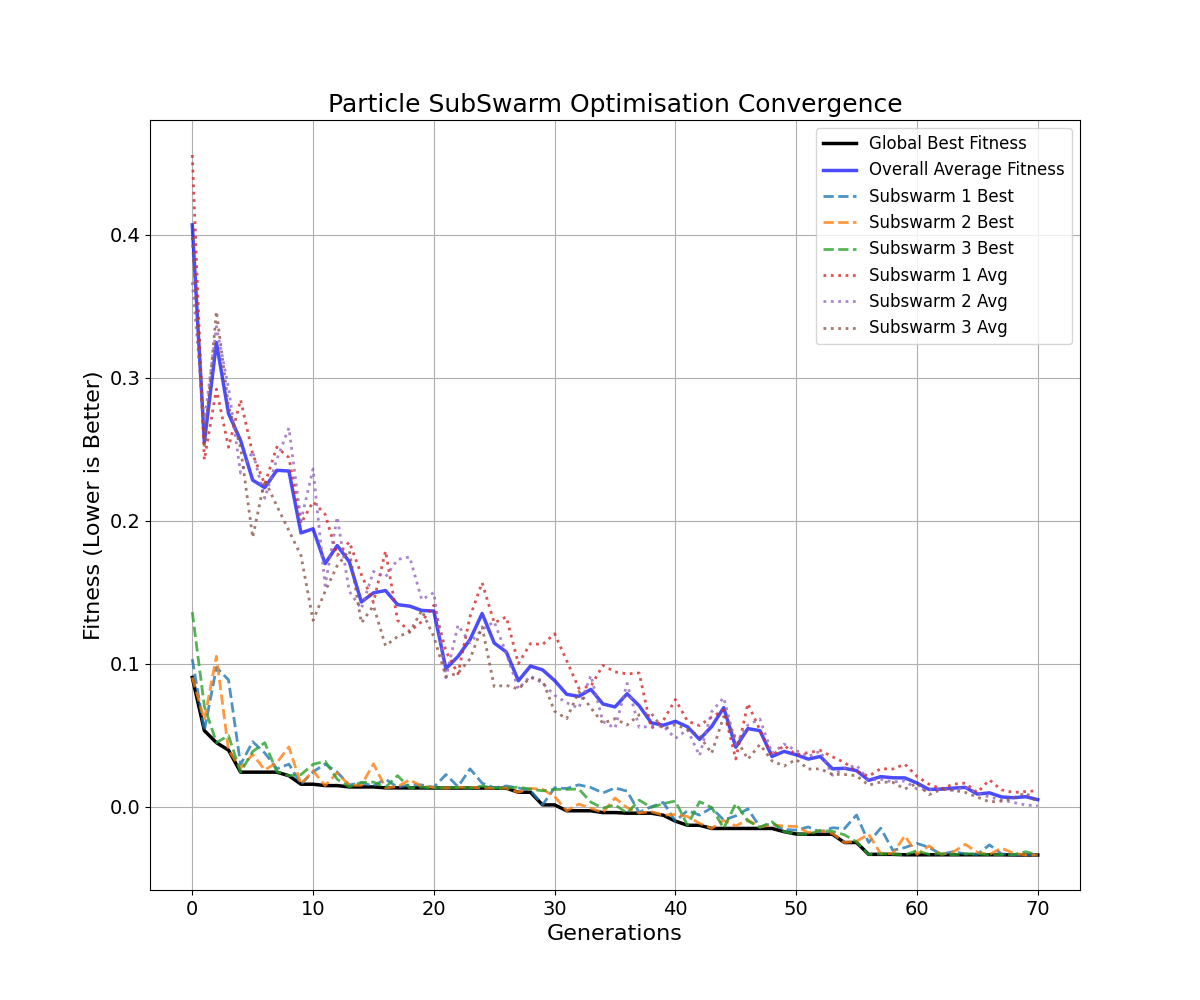 Particle SubSwarm Optimisation Convergence
Global Best Fitness
Overall Average Fitness
Subswarm 1 Best
Subswarm 2 Best
Subswarm 3 Best
Subswarm 1 Avg
Subswarm 2 Avg
Subswarm 3 Avg
Fitness (Lower is Better)
0.4
0.3
0.2
0.1
0.0
0 10 20 30 40 50 60 70
Generations